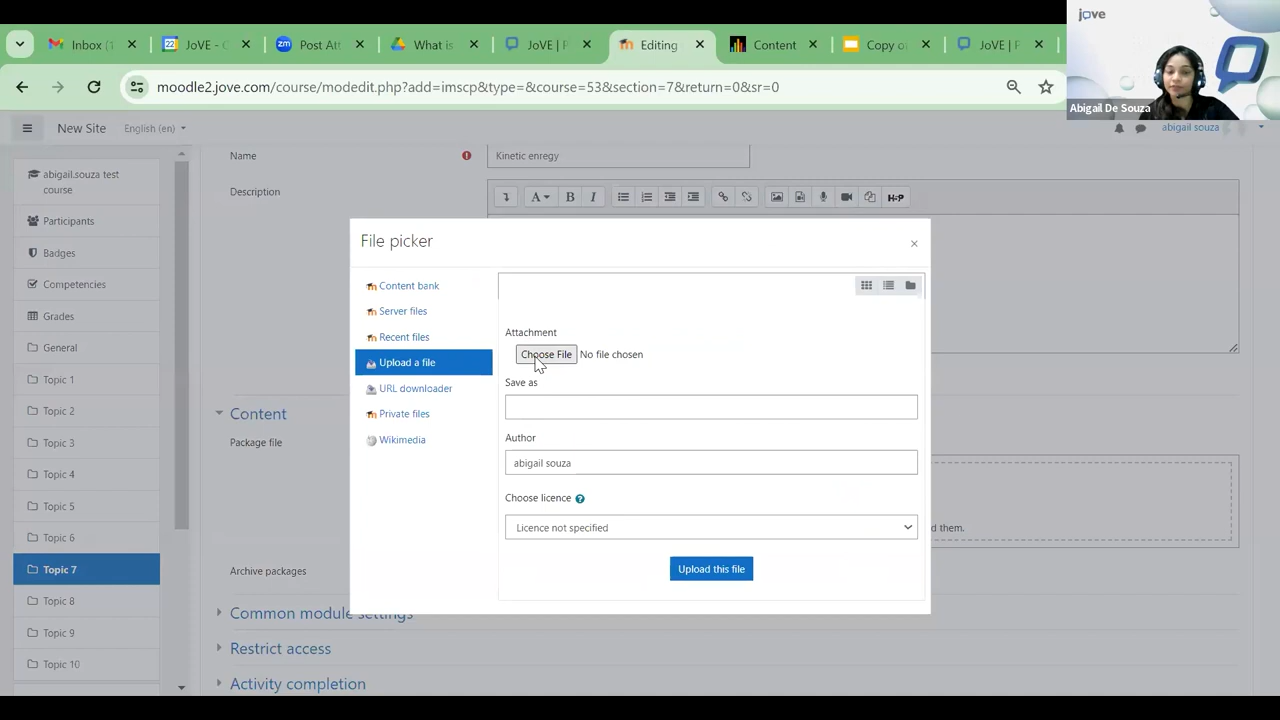 jove
Inbox (1
JoVE - C
Post Att
What is
JoVE | P
Editing
Content
Copy o
JoVE | P
moodle2.jove.com/course/modedit.php?add=imscp&type=&course=53&section=7&return=0&sr=0
Abigail De Souza
New Site
English (en)
abigail souza
abigail.souza test
course
Participants
Badges
Competencies
Grades
General
Topic 1
Topic 2
Topic 3
Topic 4
Topic 5
Topic 6
Topic 7
Topic 8
Topic 9
Topic 10
Name
Kinetic enregy
Description
A
B
I
H-P
File picker
×
Content bank
Server files
Recent files
Upload a file
URL downloader
Private files
Wikimedia
Attachment
Choose File No file chosen
Save as
Author
abigail souza
Choose licence
Licence not specified
Upload this file
Content
Package file
d them.
Archive packages
Common module settings
Restrict access
Activity completion